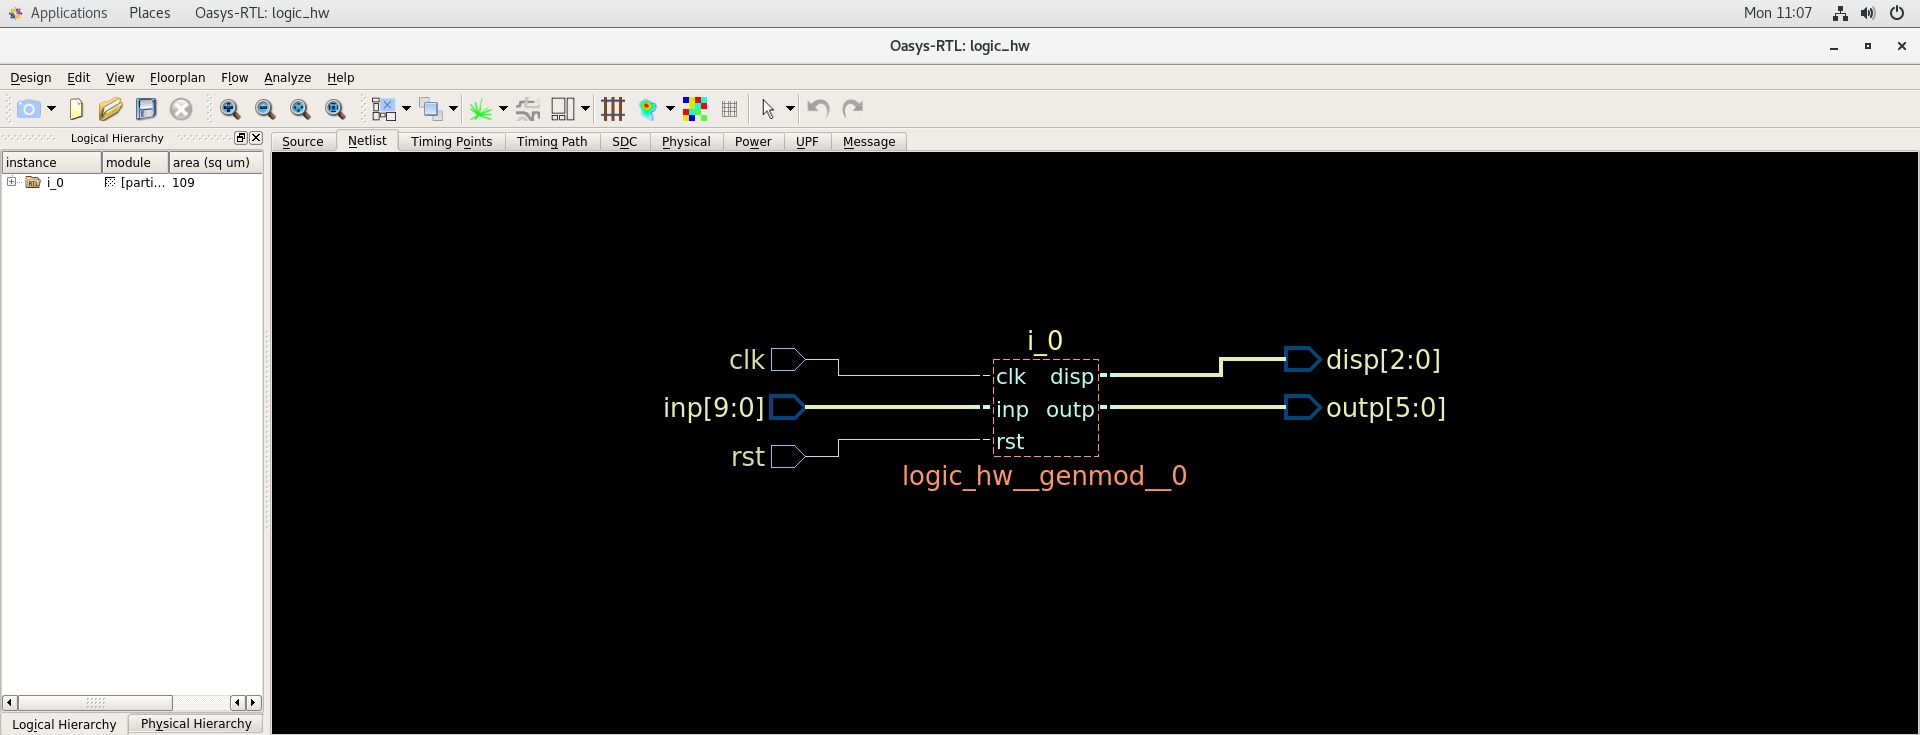 Applications Places Oasys-RTL: logic_hw Mon 11:07
Oasys-RTL: logic_hw
Design Edit View Floorplan Flow Analyze Help
Logical Hierarchy
Source Netlist Timing Points Timing Path SDC Physical Power UPF Message
instance module area (sq um)
RTL i_0 [parti... 109
i_0
clk clk disp disp[2:0]
inp[9:0] inp outp outp[5:0]
rst rst
logic_hw__genmod__0
Logical Hierarchy Physical Hierarchy